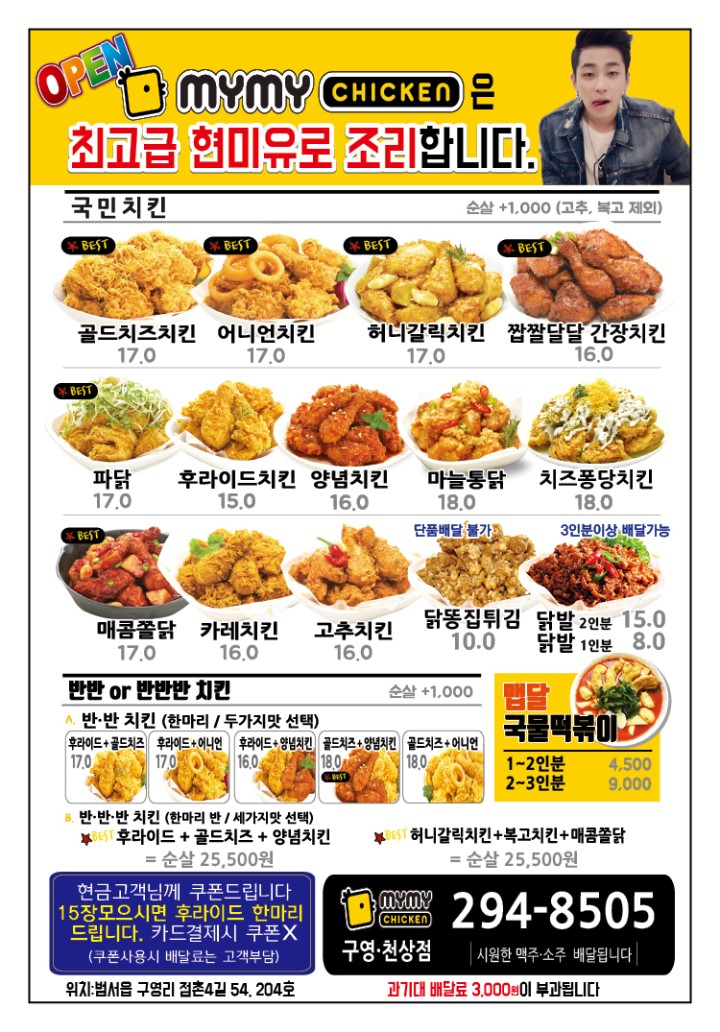 OPEN
MYMY CHICKEN 은
최고급 현미유로 조리합니다.
국민치킨
순살 +1,000 (고추, 복고 제외)
BEST
BEST
BEST
BEST
골드치즈치킨
17.0
어니언치킨
17.0
허니갈릭치킨
17.0
짭짤달달 간장치킨
16.0
BEST
파닭
17.0
후라이드치킨
15.0
양념치킨
16.0
마늘통닭
18.0
치즈퐁당치킨
18.0
BEST
매콤쫄닭
17.0
카레치킨
16.0
고추치킨
16.0
단품배달 불가
닭똥집튀김
10.0
3인분이상 배달가능
닭발 2인분 15.0
닭발 1인분 8.0
반반 or 반반반 치킨
순살 +1,000
A. 반·반 치킨 (한마리 / 두가지맛 선택)
후라이드+골드치즈
17.0
후라이드+어니언
17.0
후라이드+양념치킨
16.0
골드치즈+양념치킨
18.0
BEST
골드치즈+어니언
18.0
B. 반·반·반 치킨 (한마리 반 / 세가지맛 선택)
BEST 후라이드 + 골드치즈 + 양념치킨
= 순살 25,500원
BEST 허니갈릭치킨+복고치킨+매콤쫄닭
= 순살 25,500원
맵달
국물떡볶이
1~2인분 4,500
2~3인분 9,000
현금고객님께 쿠폰드립니다
15장모으시면 후라이드 한마리
드립니다. 카드결제시 쿠폰X
(쿠폰사용시 배달료는 고객부담)
MYMY
CHICKEN
구영·천상점
294-8505
시원한 맥주·소주 배달됩니다
위치:범서읍 구영리 점촌4길 54, 204호
과기대 배달료 3,000원이 부과됩니다